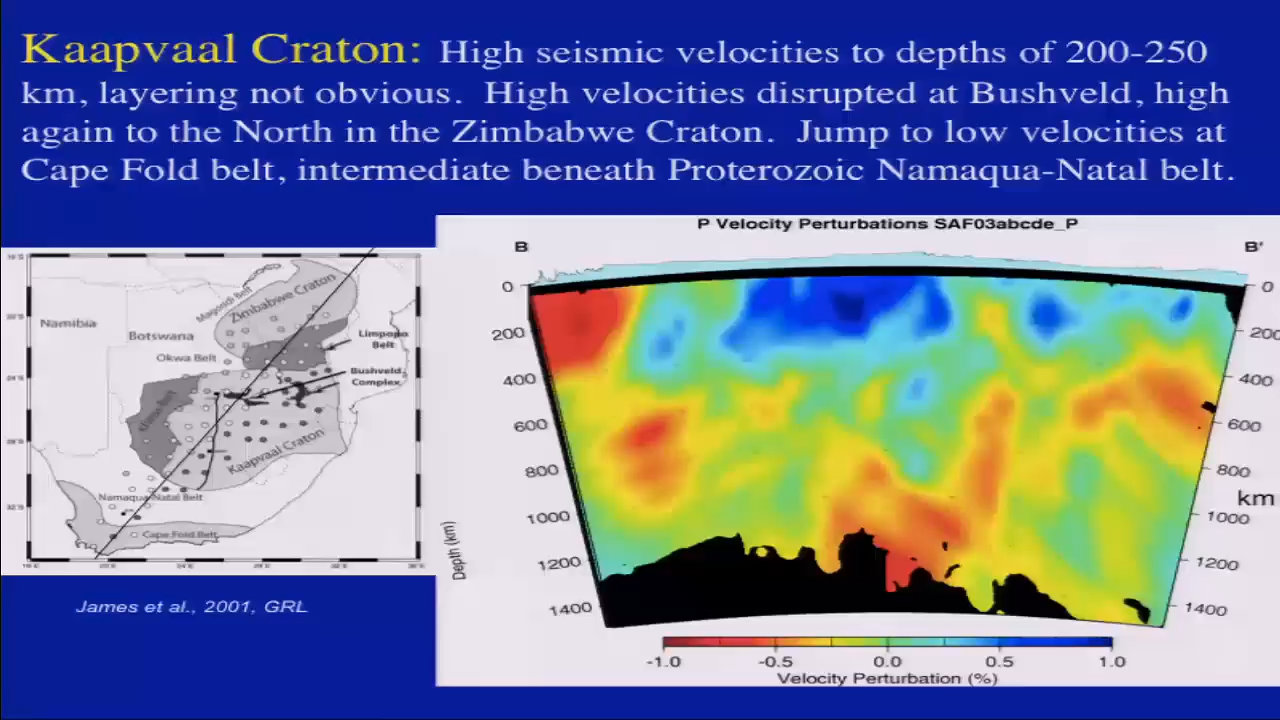 Kaapvaal Craton: High seismic velocities to depths of 200-250
km, layering not obvious. High velocities disrupted at Bushveld, high
again to the North in the Zimbabwe Craton. Jump to low velocities at
Cape Fold belt, intermediate beneath Proterozoic Namaqua-Natal belt.
P Velocity Perturbations SAF03abcde_P
B
B'
0
200
400
600
800
1000
1200
1400
Depth (km)
0
200
400
600
800
km
1000
1200
1400
-1.0
-0.5
0.0
0.5
1.0
Velocity Perturbation (%)
Magondi Belt
Zimbabwe Craton
Namibia
Botswana
Limpopo
Belt
Okwa Belt
Bushveld
Complex
Kaapvaal Craton
Namaqua-Natal Belt
Cape Fold Belt
James et al., 2001, GRL